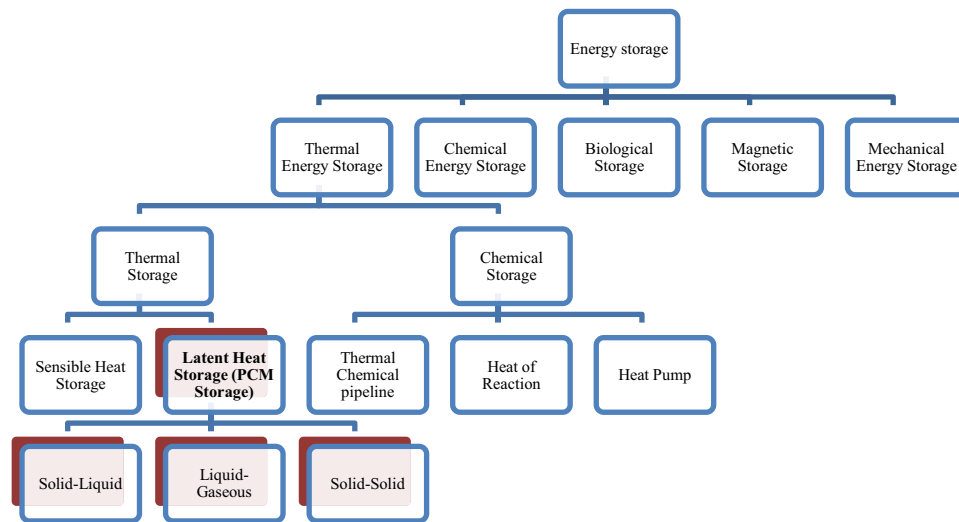 Energy storage
Thermal
Energy Storage
Chemical
Energy Storage
Biological
Storage
Magnetic
Storage
Mechanical
Energy Storage
Thermal
Storage
Chemical
Storage
Sensible Heat
Storage
Latent Heat
Storage (PCM
Storage)
Thermal
Chemical
pipeline
Heat of
Reaction
Heat Pump
Solid-Liquid
Liquid-
Gaseous
Solid-Solid